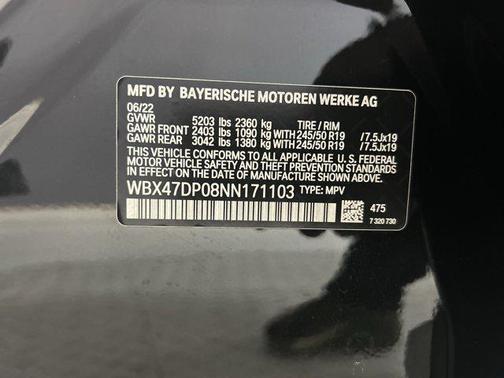 MFD BY BAYERISCHE MOTOREN WERKE AG
06/22
GVWR 5203 lbs 2360 kg TIRE / RIM
GAWR FRONT 2403 lbs 1090 kg WITH 245/50 R19 /7.5Jx19
GAWR REAR 3042 lbs 1380 kg WITH 245/50 R19 /7.5Jx19
THIS VEHICLE CONFORMS TO ALL APPLICABLE
U.S. FEDERAL MOTOR VEHICLE SAFETY STANDARDS IN
EFFECT ON THE DATE OF MANUFACTURE SHOWN ABOVE.
WBX47DP08NN171103 TYPE: MPV
475
7 320 730